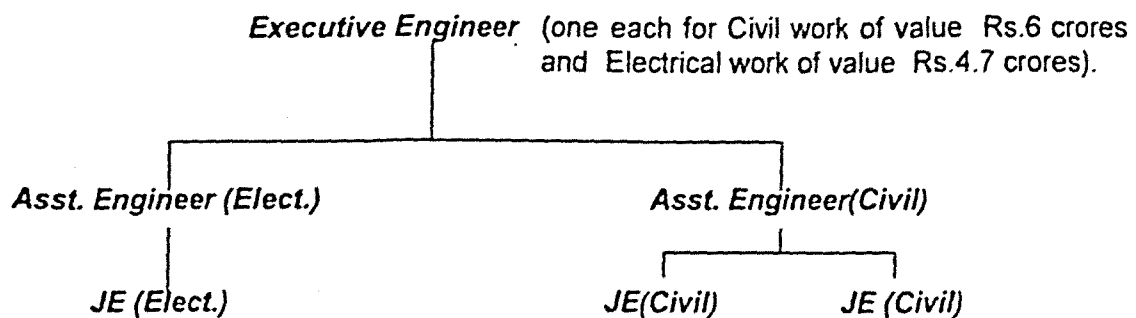 Executive Engineer (one each for Civil work of value Rs.6 crores
and Electrical work of value Rs.4.7 crores).
Asst. Engineer (Elect.) Asst. Engineer(Civil)
JE (Elect.) JE(Civil) JE (Civil)